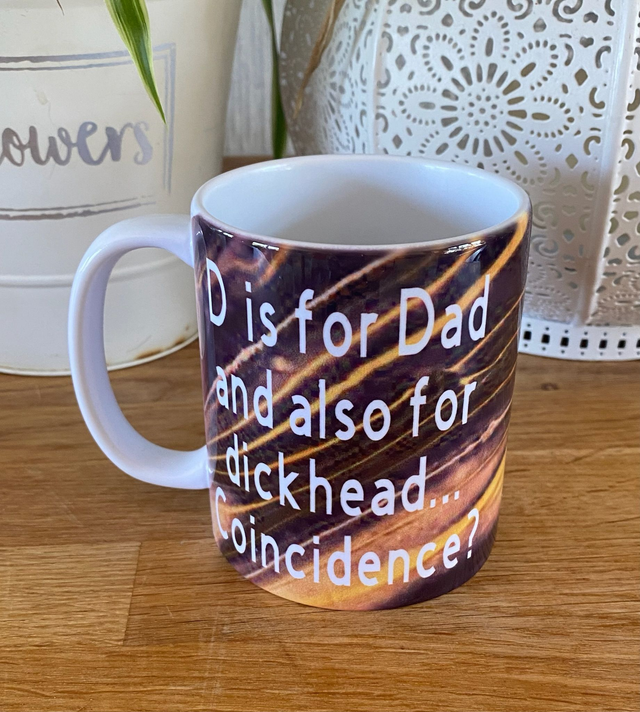 owers
D is for Dad
and also for
dickhead...
Coincidence?